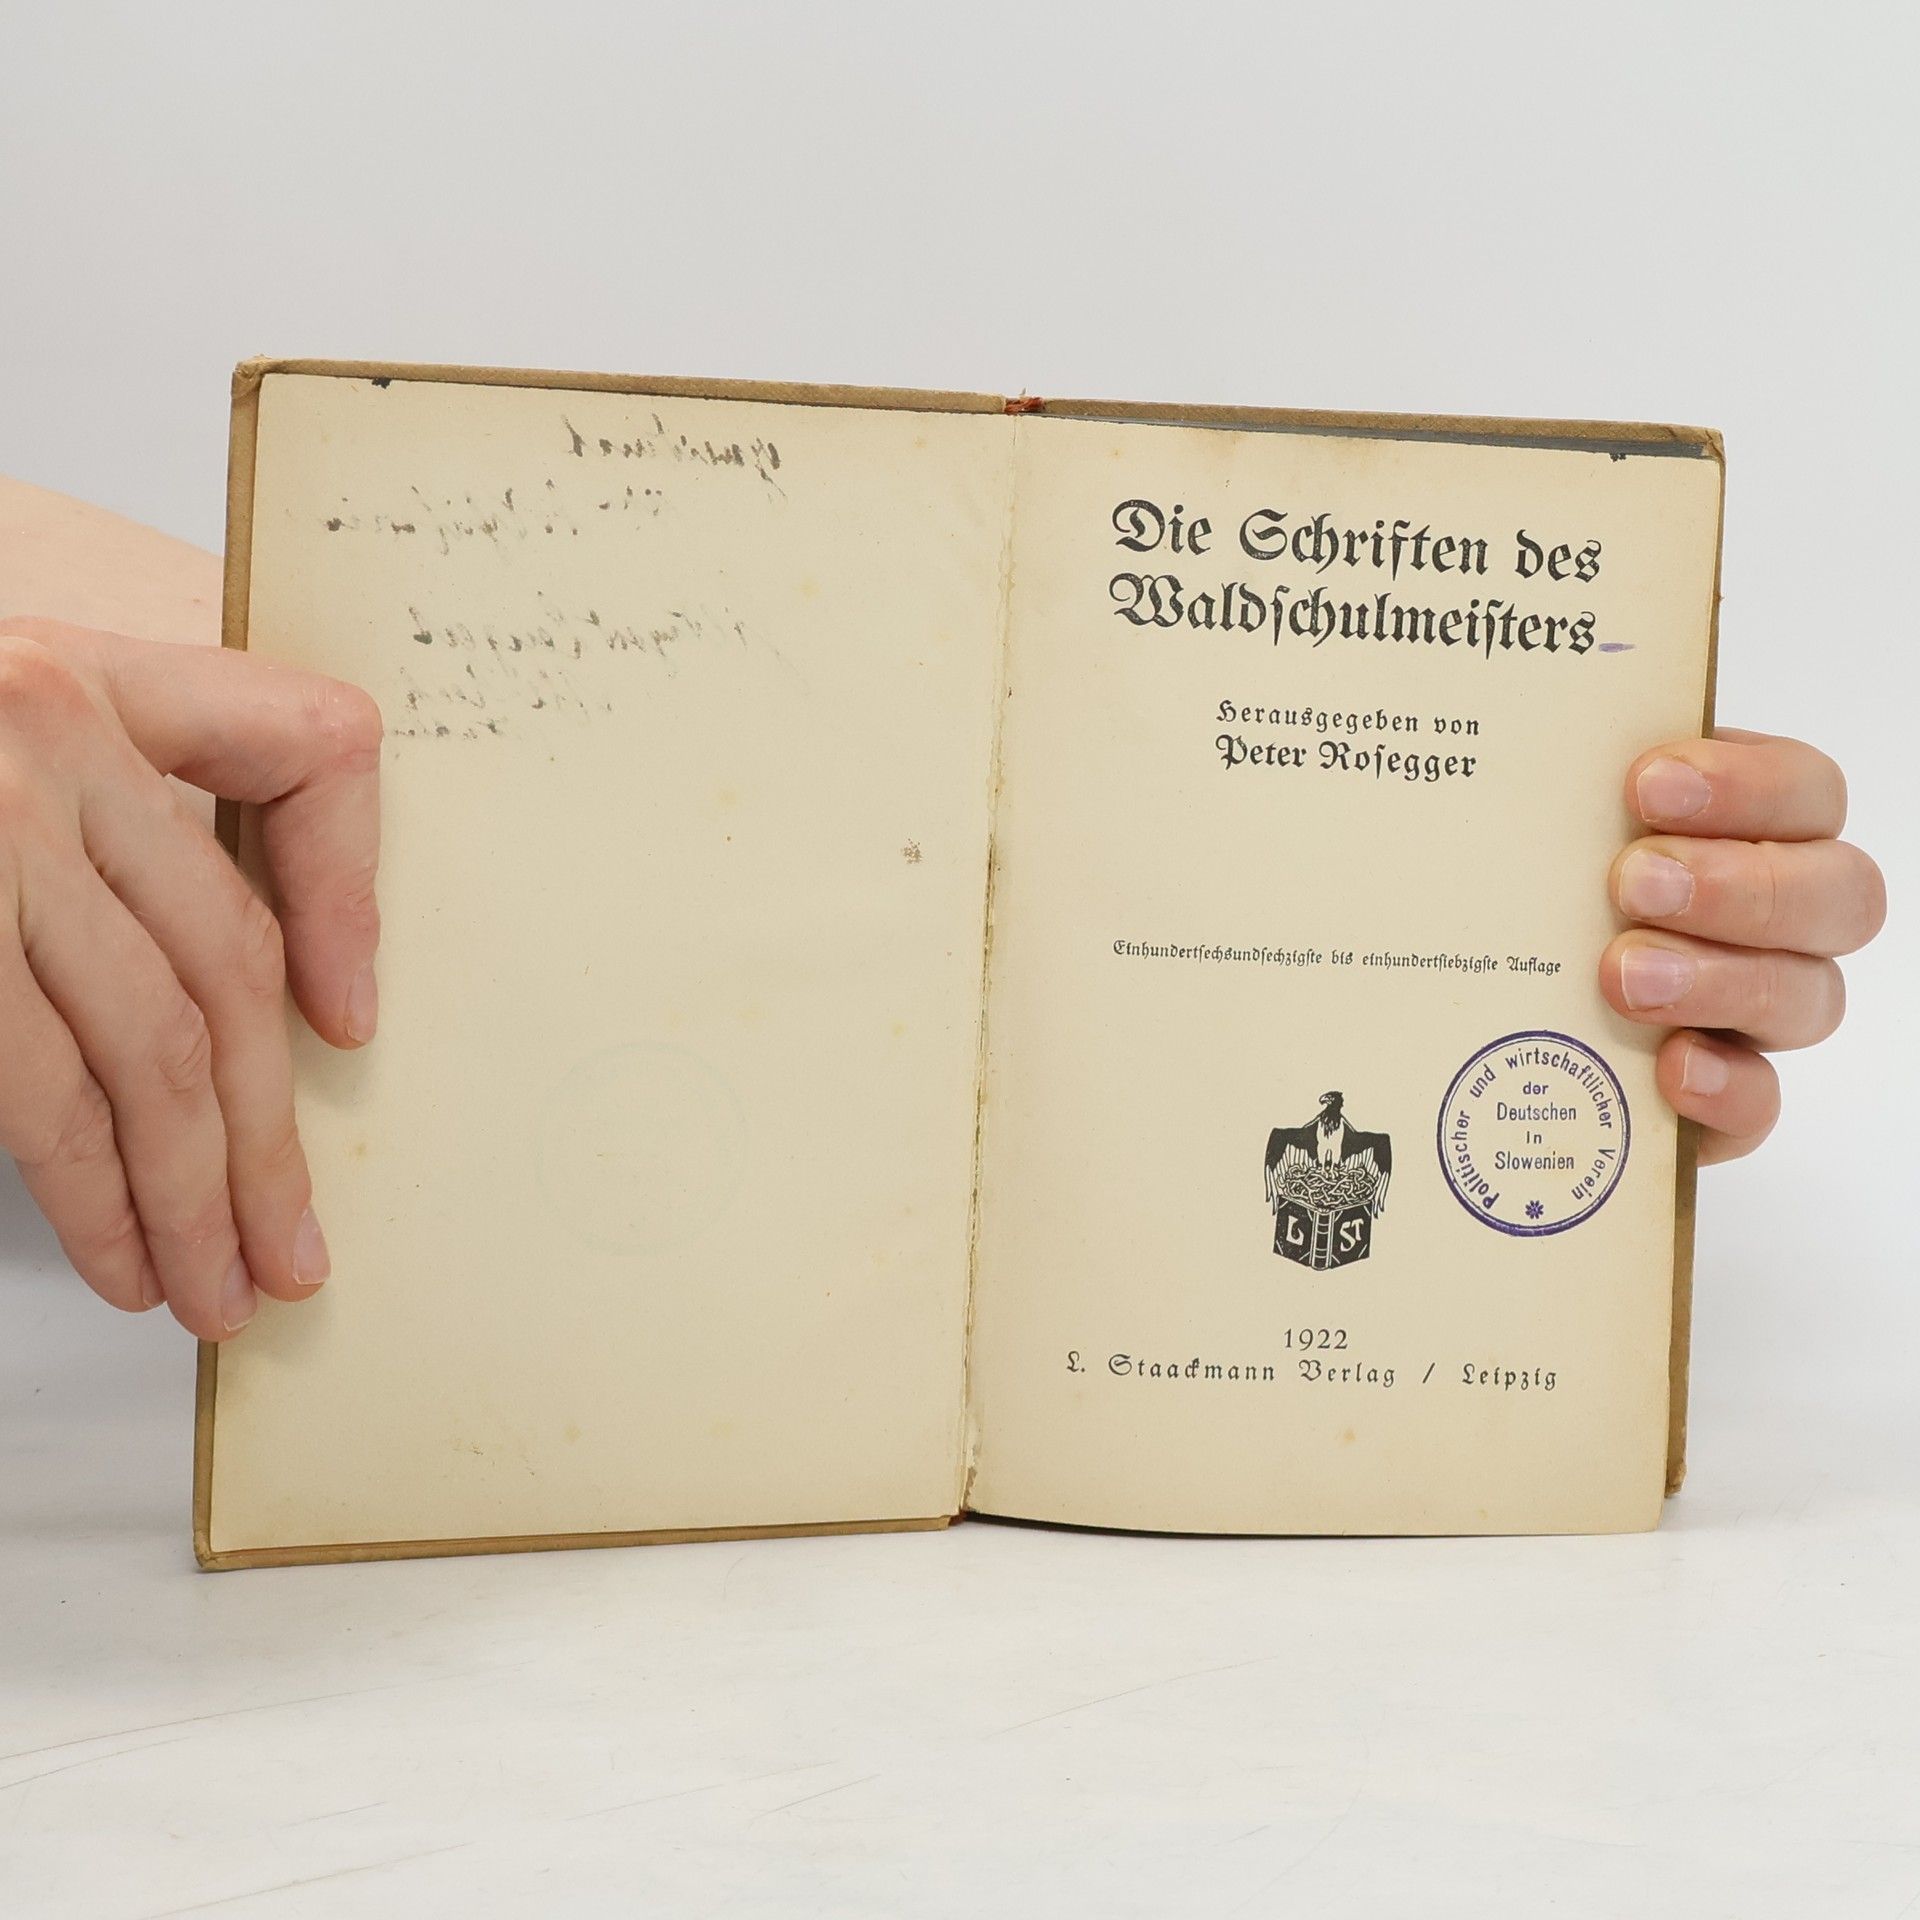 Die Schriften des
Waldſchulmeiſters
Herausgegeben von
Peter Roſegger
Einhundertſechsundſechzigſte bis einhundertſiebzigſte Auflage
Politischer und wirtschaftlicher Verein
der
Deutschen
in
Slowenien
L ST
1922
L. Staackmann Verlag / Leipzig